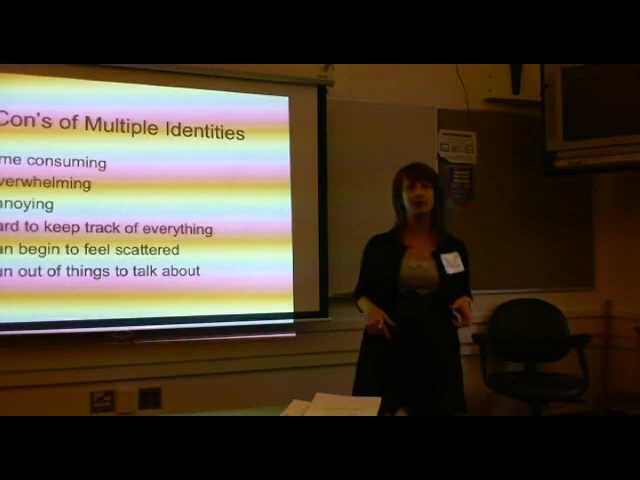 Con's of Multiple Identities
me consuming
verwhelming
nnoying
ard to keep track of everything
an begin to feel scattered
un out of things to talk about